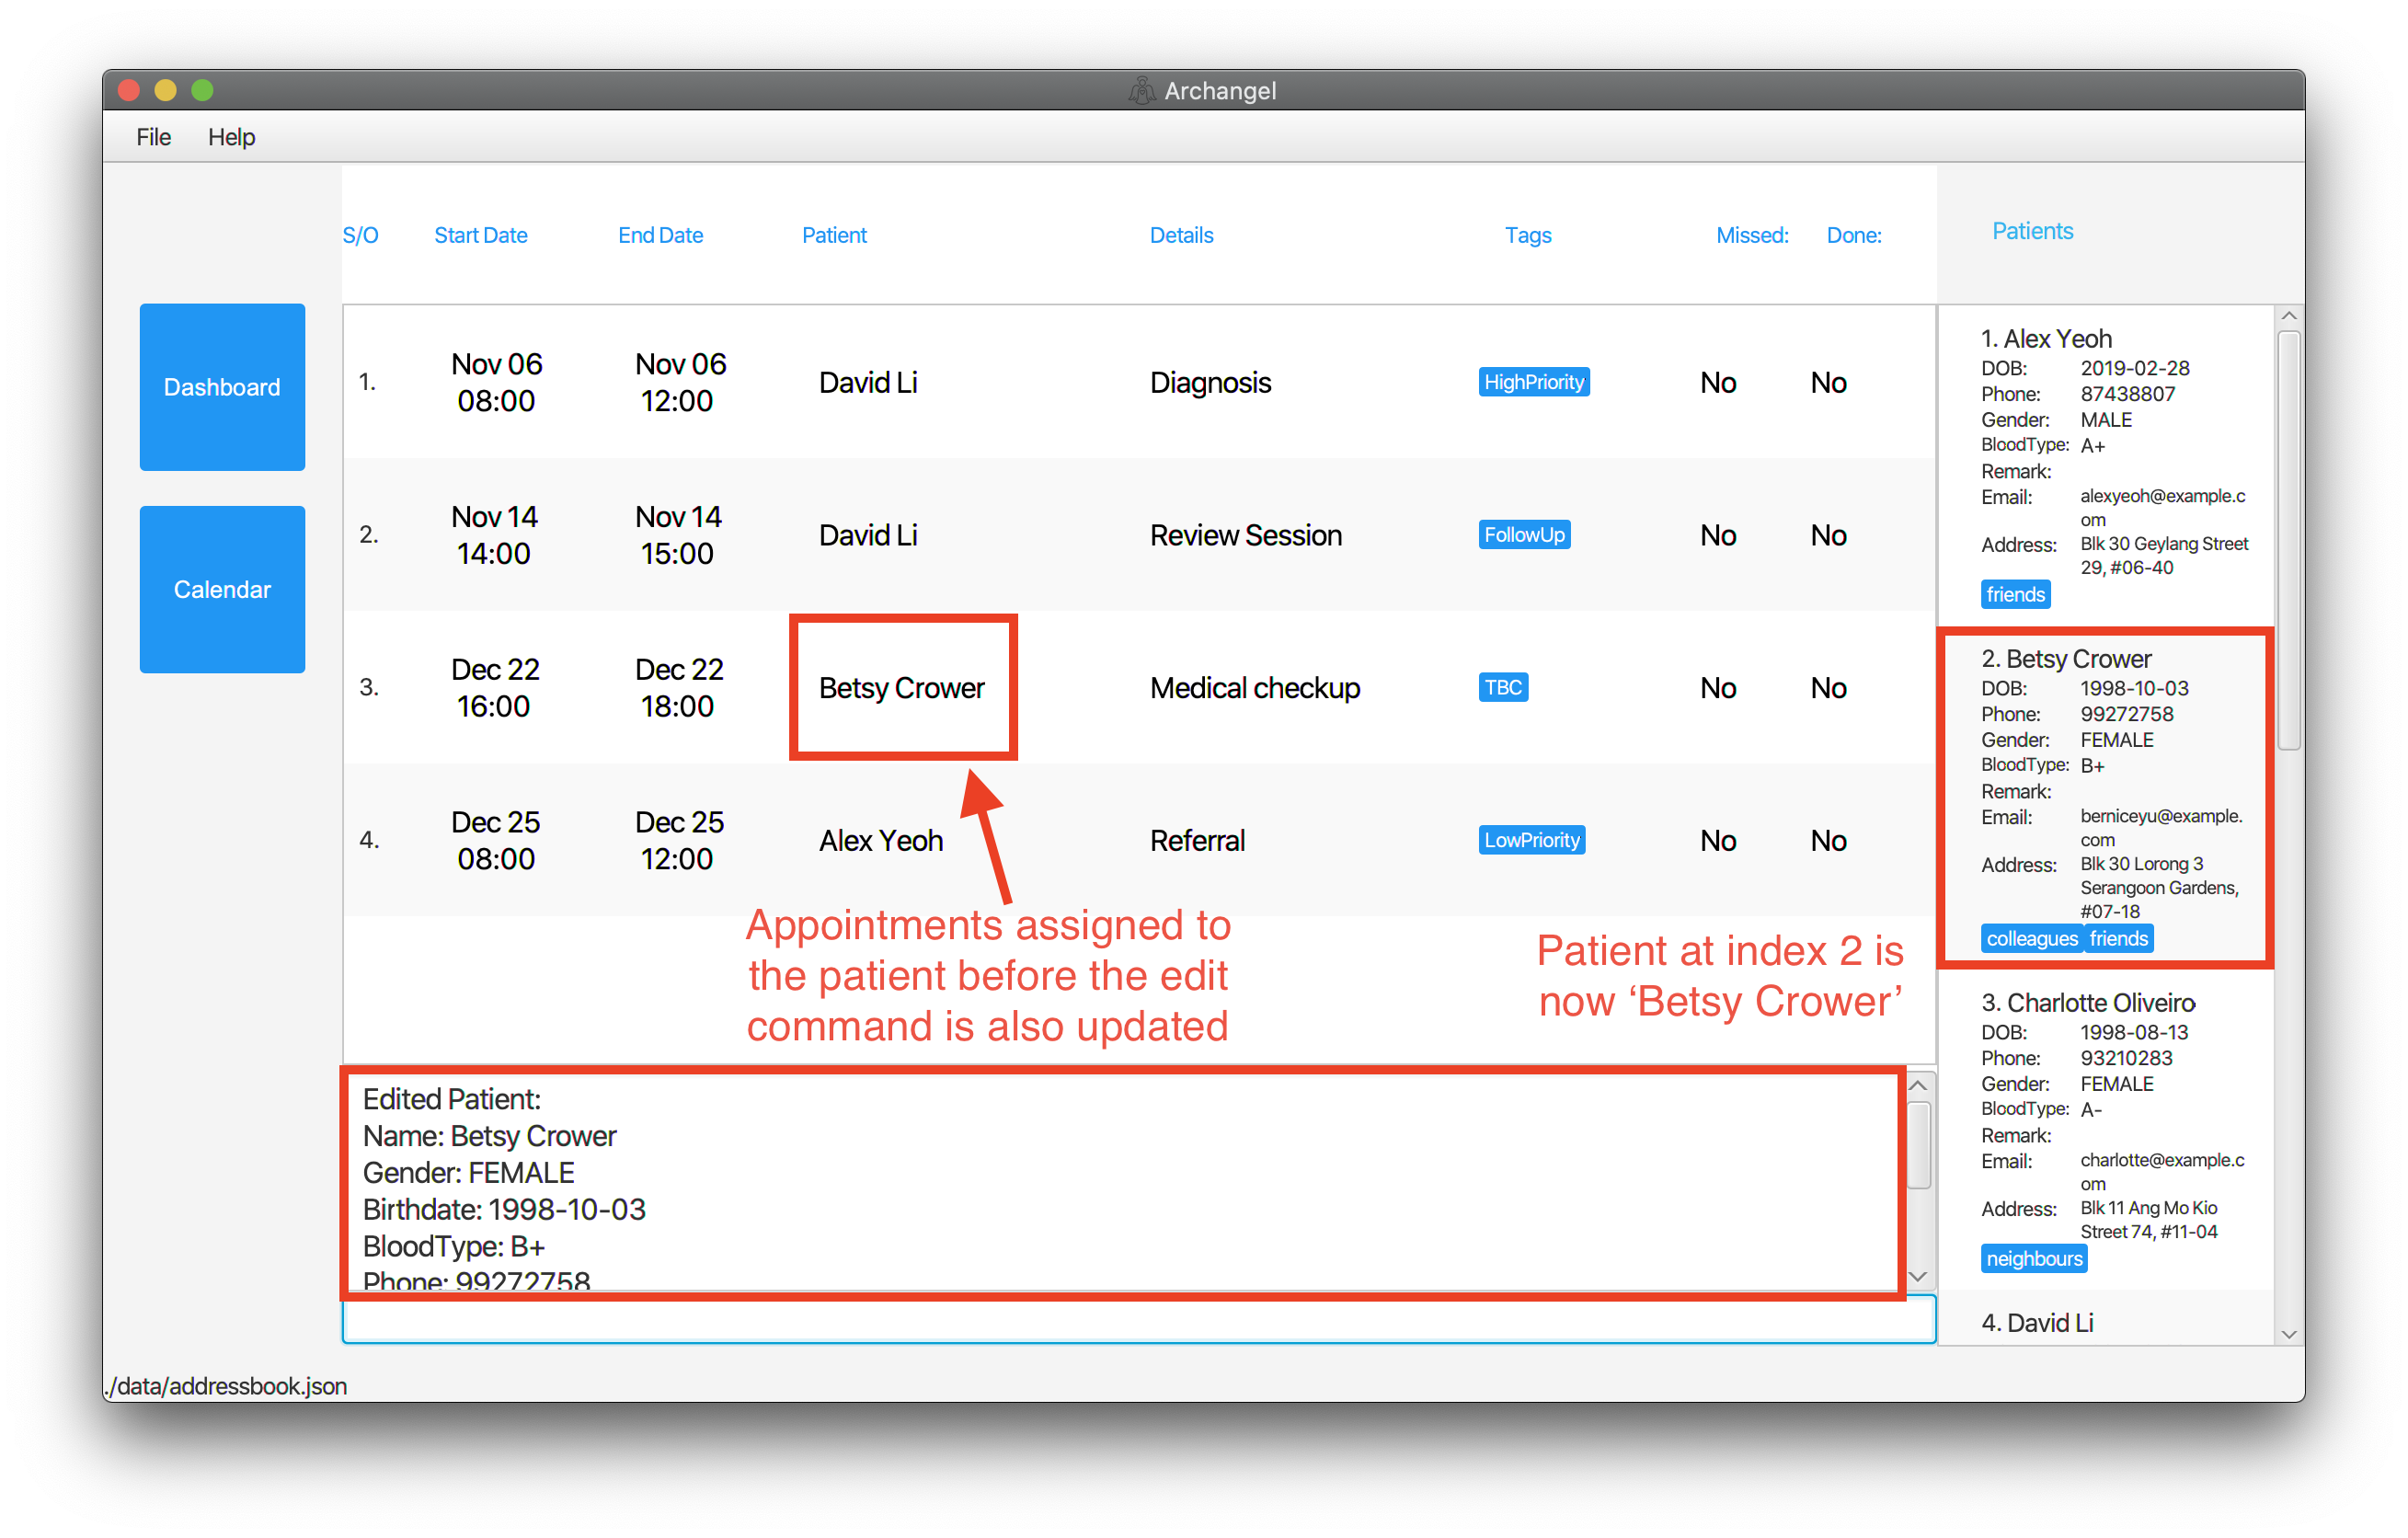 Archangel
File Help
S/O Start Date End Date Patient Details Tags Missed: Done:
Patients
Dashboard
Calendar
1. Nov 06 08:00 Nov 06 12:00 David Li Diagnosis HighPriority No No
2. Nov 14 14:00 Nov 14 15:00 David Li Review Session FollowUp No No
3. Dec 22 16:00 Dec 22 18:00 Betsy Crower Medical checkup TBC No No
4. Dec 25 08:00 Dec 25 12:00 Alex Yeoh Referral LowPriority No No
Appointments assigned to
the patient before the edit
command is also updated
Patient at index 2 is
now ‘Betsy Crower’
Edited Patient:
Name: Betsy Crower
Gender: FEMALE
Birthdate: 1998-10-03
BloodType: B+
Phone: 99272758
1. Alex Yeoh
DOB: 2019-02-28
Phone: 87438807
Gender: MALE
BloodType: A+
Remark:
Email: alexyeoh@example.c
om
Address: Blk 30 Geylang Street
29, #06-40
friends
2. Betsy Crower
DOB: 1998-10-03
Phone: 99272758
Gender: FEMALE
BloodType: B+
Remark:
Email: berniceyu@example.
com
Address: Blk 30 Lorong 3
Serangoon Gardens,
#07-18
colleagues friends
3. Charlotte Oliveiro
DOB: 1998-08-13
Phone: 93210283
Gender: FEMALE
BloodType: A-
Remark:
Email: charlotte@example.c
om
Address: Blk 11 Ang Mo Kio
Street 74, #11-04
neighbours
4. David Li
./data/addressbook.json